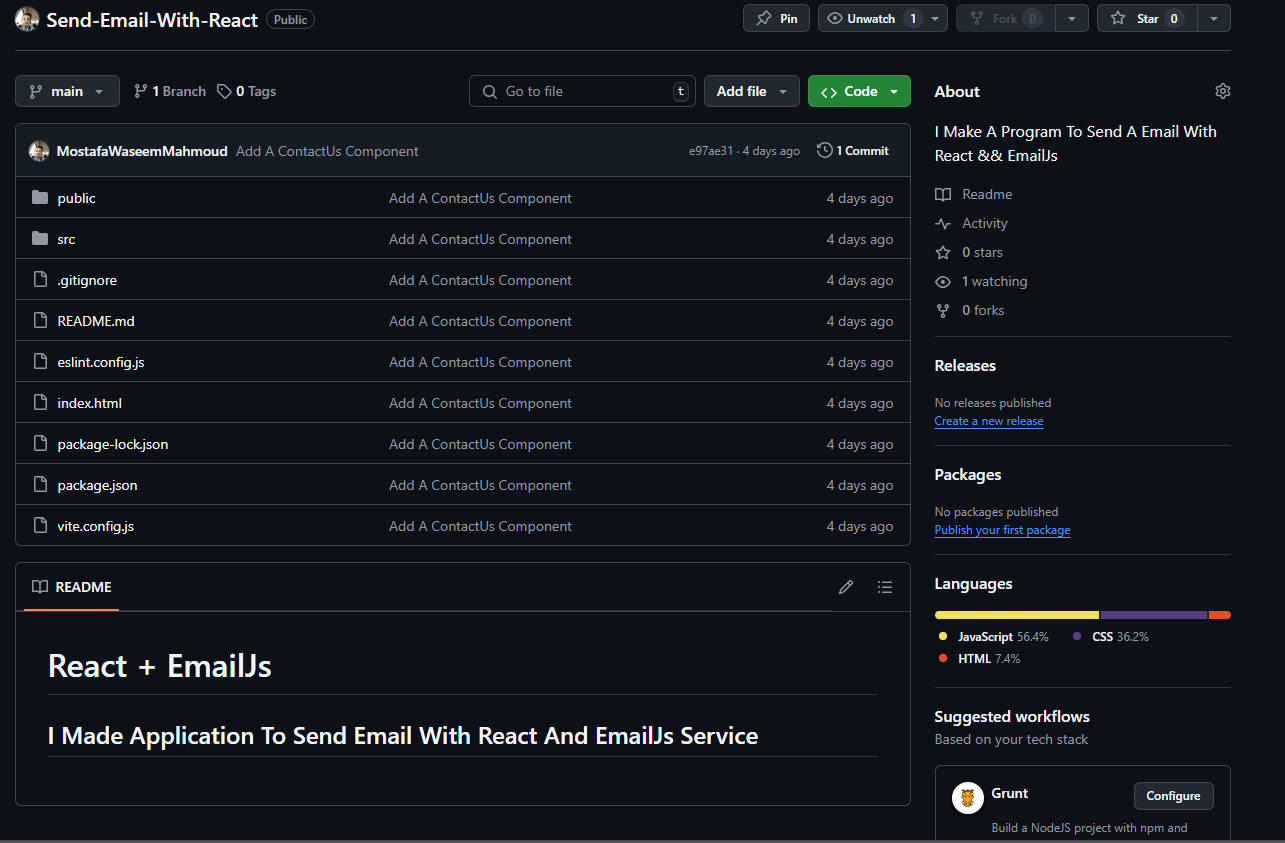 Send-Email-With-React Public
Pin
Unwatch 1
Fork 0
Star 0
main
1 Branch
0 Tags
Go to file t
Add file
Code
MostafaWaseemMahmoud Add A ContactUs Component e97ae31 · 4 days ago 1 Commit
public Add A ContactUs Component 4 days ago
src Add A ContactUs Component 4 days ago
.gitignore Add A ContactUs Component 4 days ago
README.md Add A ContactUs Component 4 days ago
eslint.config.js Add A ContactUs Component 4 days ago
index.html Add A ContactUs Component 4 days ago
package-lock.json Add A ContactUs Component 4 days ago
package.json Add A ContactUs Component 4 days ago
vite.config.js Add A ContactUs Component 4 days ago
README
React + EmailJs
I Made Application To Send Email With React And EmailJs Service
About
I Make A Program To Send A Email With
React && EmailJs
Readme
Activity
0 stars
1 watching
0 forks
Releases
No releases published
Create a new release
Packages
No packages published
Publish your first package
Languages
JavaScript 56.4% CSS 36.2%
HTML 7.4%
Suggested workflows
Based on your tech stack
Grunt
Configure
Build a NodeJS project with npm and